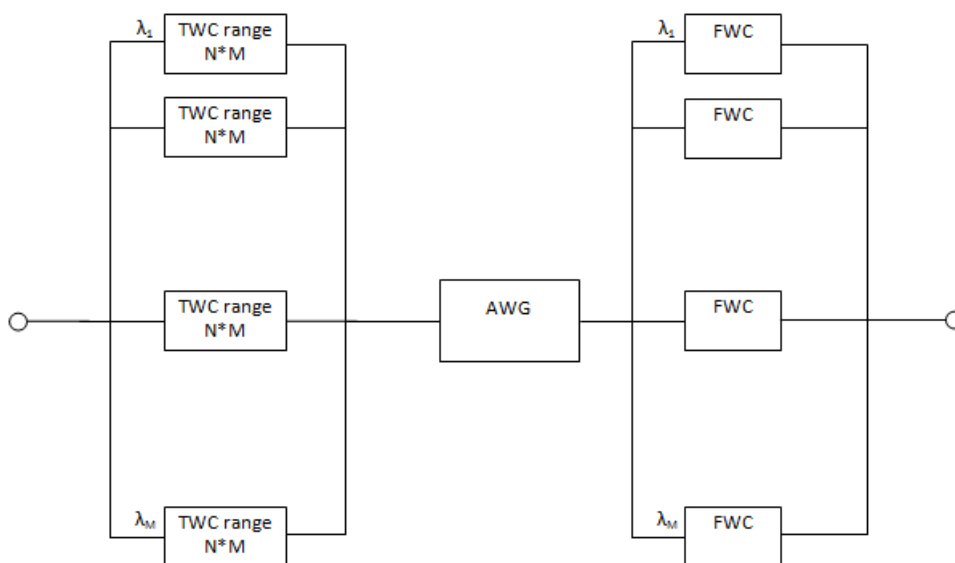 λ₁
TWC range
N*M
TWC range
N*M
TWC range
N*M
λM
TWC range
N*M
AWG
λ₁
FWC
FWC
FWC
λM
FWC